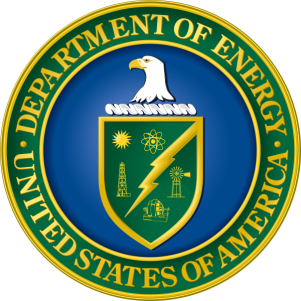 · DEPARTMENT OF ENERGY ·
UNITED STATES OF AMERICA